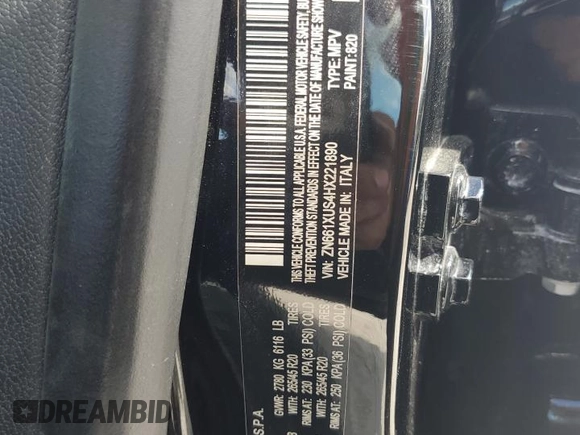 S.P.A.
GVWR: 2780 KG 6116 LB
WITH: 265/45 R20 TIRES
RIMS AT: 230 KPA(33 PSI) COLD
WITH: 265/45 R20 TIRES
RIMS AT: 250 KPA(36 PSI) COLD
THIS VEHICLE CONFORMS TO ALL APPLICABLE U.S.A. FEDERAL MOTOR VEHICLE SAFETY, BU
THEFT PREVENTION STANDARDS IN EFFECT ON THE DATE OF MANUFACTURE SHOW
VIN: ZN661XUS4HX221890 TYPE: MPV
VEHICLE MADE IN: ITALY PAINT: 820
DREAMBID